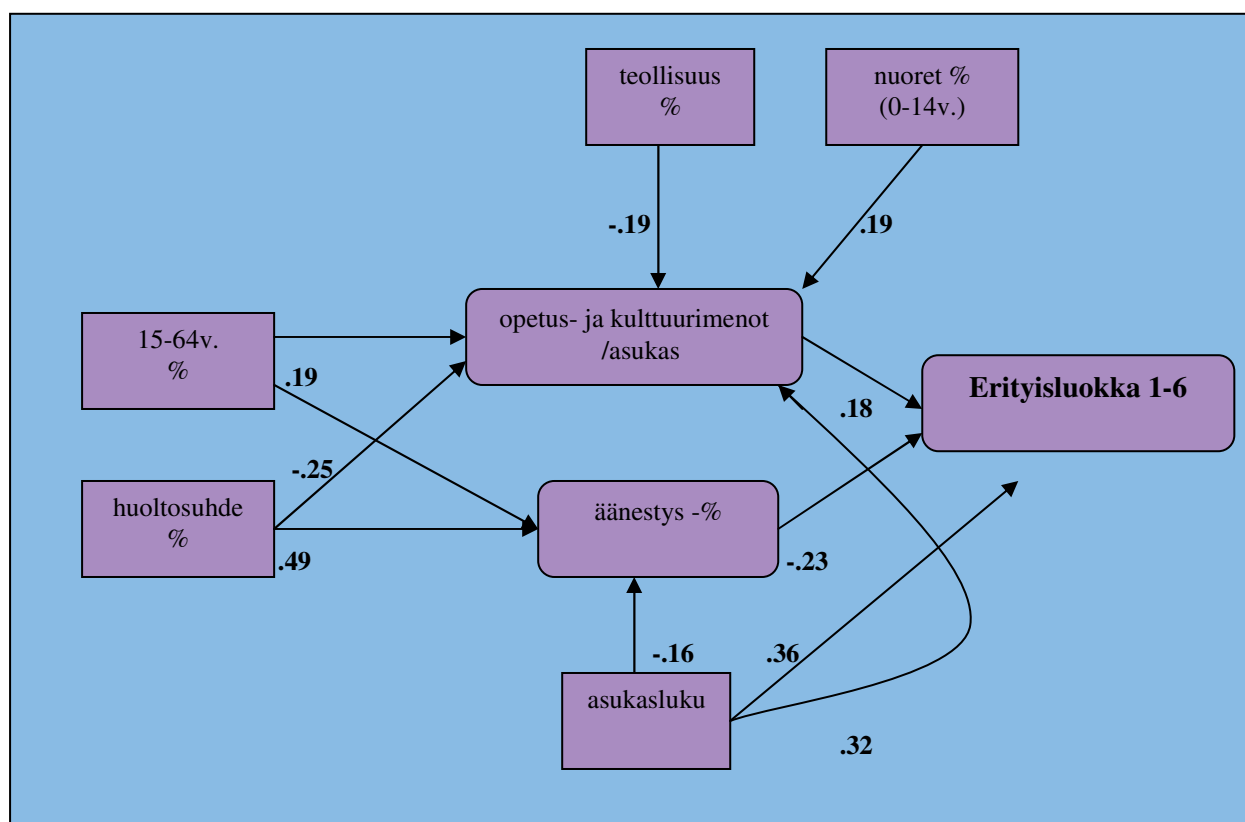 teollisuus
%
nuoret %
(0-14v.)
-.19
.19
opetus- ja kulttuurimenot
/asukas
15-64v.
%
.19
Erityisluokka 1-6
.18
-.25
huoltosuhde
%
äänestys -%
.49
-.23
-.16
.36
asukasluku
.32